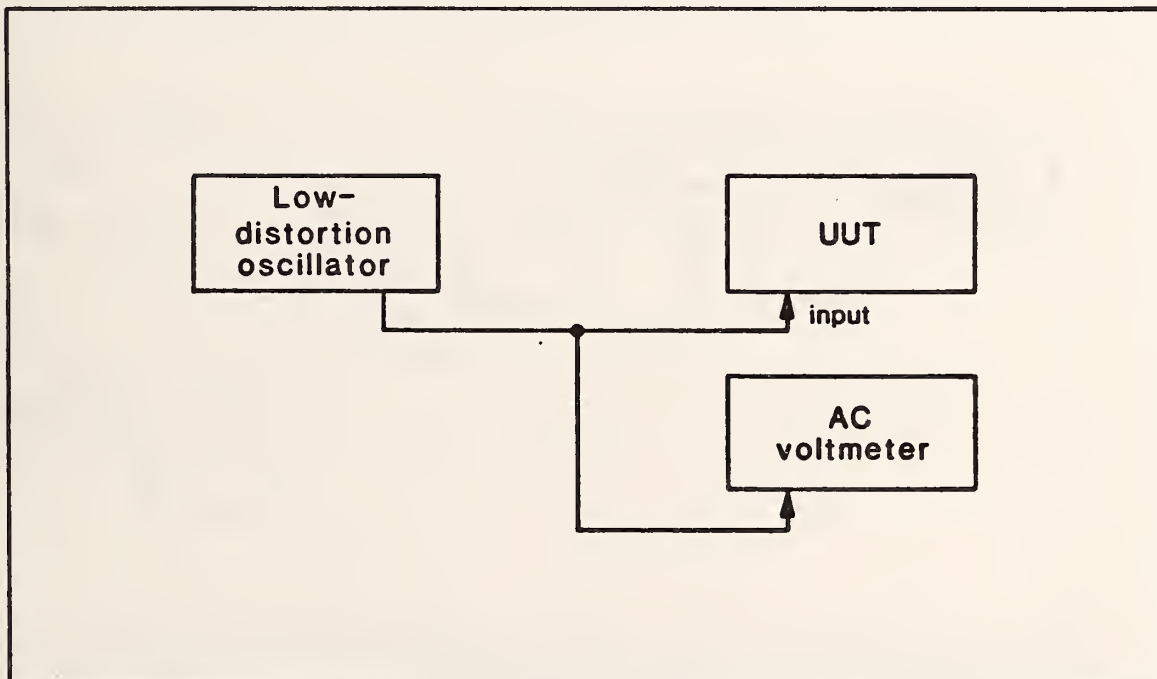 Low-
distortion
oscillator
UUT
input
AC
voltmeter